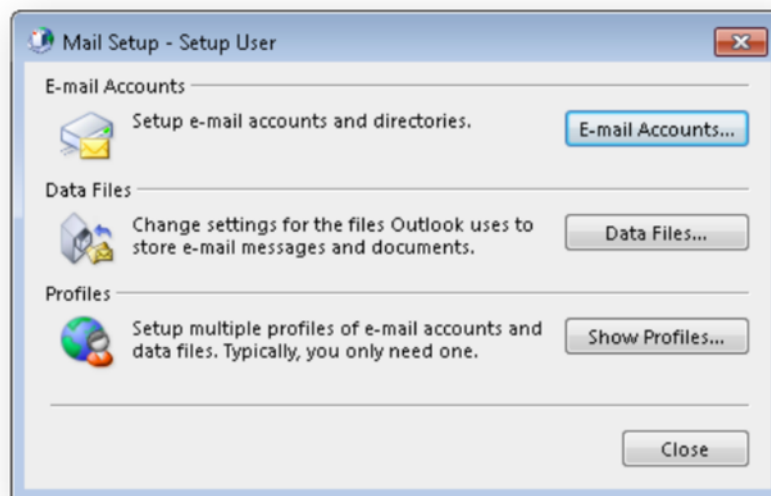 Mail Setup - Setup User
E-mail Accounts
Setup e-mail accounts and directories.
E-mail Accounts...
Data Files
Change settings for the files Outlook uses to
store e-mail messages and documents.
Data Files...
Profiles
Setup multiple profiles of e-mail accounts and
data files. Typically, you only need one.
Show Profiles...
Close